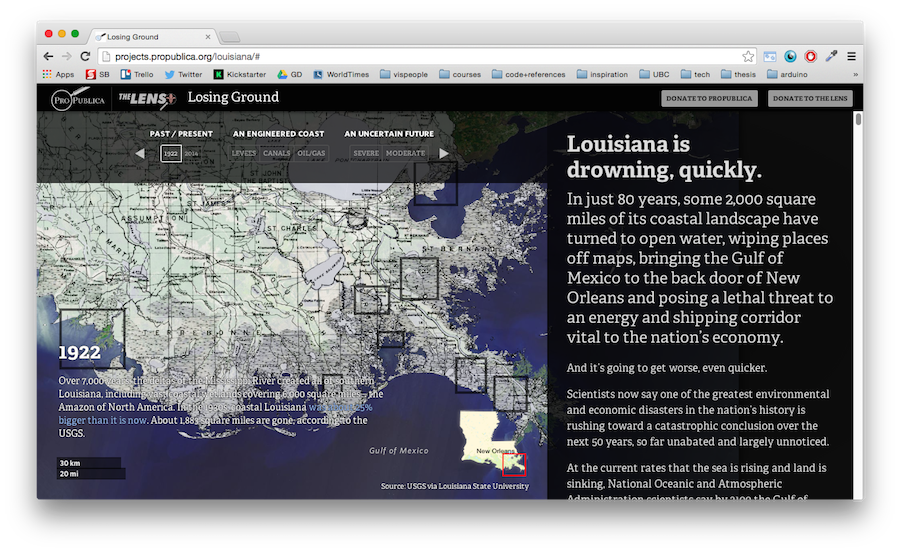 Losing Ground
projects.propublica.org/louisiana/#
Apps SB Trello Twitter Kickstarter GD WorldTimes vispeople courses code+references inspiration UBC tech thesis arduino »
PROPUBLICA THE LENS Losing Ground DONATE TO PROPUBLICA DONATE TO THE LENS
PAST / PRESENT AN ENGINEERED COAST AN UNCERTAIN FUTURE
1922 2014 LEVEES CANALS OIL/GAS SEVERE MODERATE
ST JOHN
THE BAPTIST
ST JAMES
ASSUMPTION
ST CHARLES
ST MARTIN
ST BERNARD
TERREBONNE
1922
Over 7,000 years, the deltas of the Mississippi River created all of southern
Louisiana, including vast coastal wetlands covering 6,000 square miles – the
Amazon of North America. In the coastal Louisiana was 25%
bigger than it is now. About 1,883 square miles are gone, according to the
USGS.
30 km
20 mi
Gulf of Mexico
New Orleans
Source: USGS via Louisiana State University
Louisiana is
drowning, quickly.
In just 80 years, some 2,000 square
miles of its coastal landscape have
turned to open water, wiping places
off maps, bringing the Gulf of
Mexico to the back door of New
Orleans and posing a lethal threat to
an energy and shipping corridor
vital to the nation's economy.
And it's going to get worse, even quicker.
Scientists now say one of the greatest environmental
and economic disasters in the nation's history is
rushing toward a catastrophic conclusion over the
next 50 years, so far unabated and largely unnoticed.
At the current rates that the sea is rising and land is
sinking, National Oceanic and Atmospheric
Administration scientists say by 2100 the Gulf of